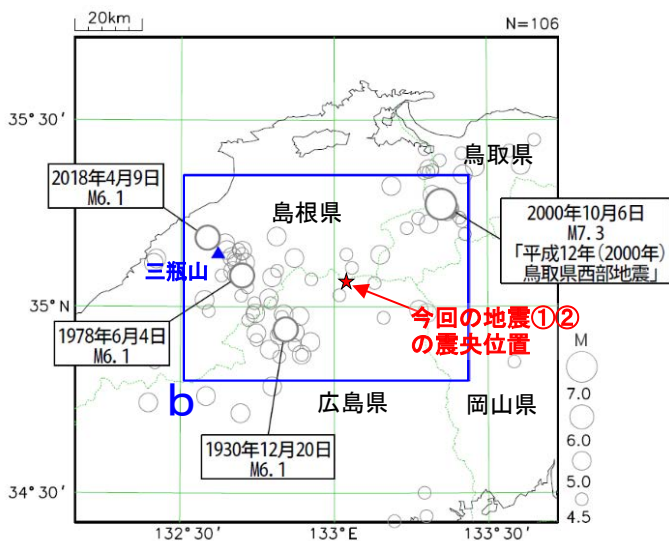 20km
N=106
35°30′
鳥取県
2018年4月9日
M6.1
島根県
2000年10月6日
M7.3
「平成12年(2000年)
鳥取県西部地震」
三瓶山
35°N
今回の地震①②
の震央位置
1978年6月4日
M6.1
M
7.0
b
広島県
岡山県
6.0
1930年12月20日
M6.1
5.0
4.5
34°30′
132°30′
133°E
133°30′